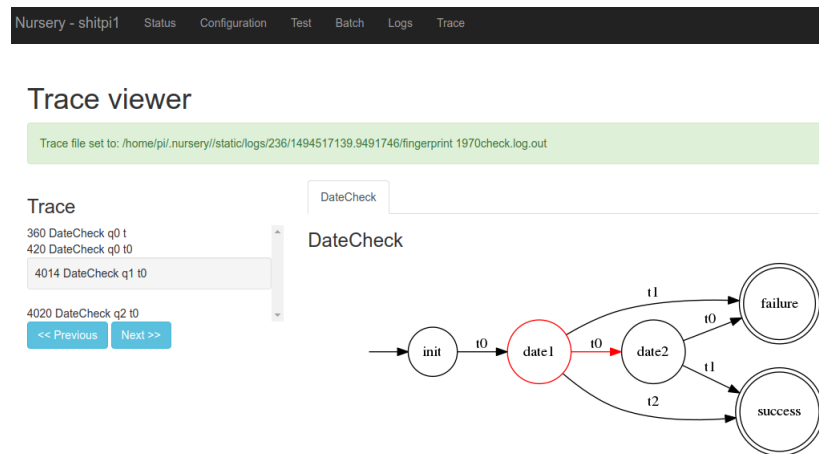 Nursery - shitpi1 Status Configuration Test Batch Logs Trace
Trace viewer
Trace file set to: /home/pi/.nursery//static/logs/236/1494517139.9491746/fingerprint 1970check.log.out
Trace
360 DateCheck q0 t
420 DateCheck q0 t0
4014 DateCheck q1 t0
4020 DateCheck q2 t0
<< Previous Next >>
DateCheck
DateCheck
t1
failure
t0
init
t0
date1
t0
date2
t1
t2
success